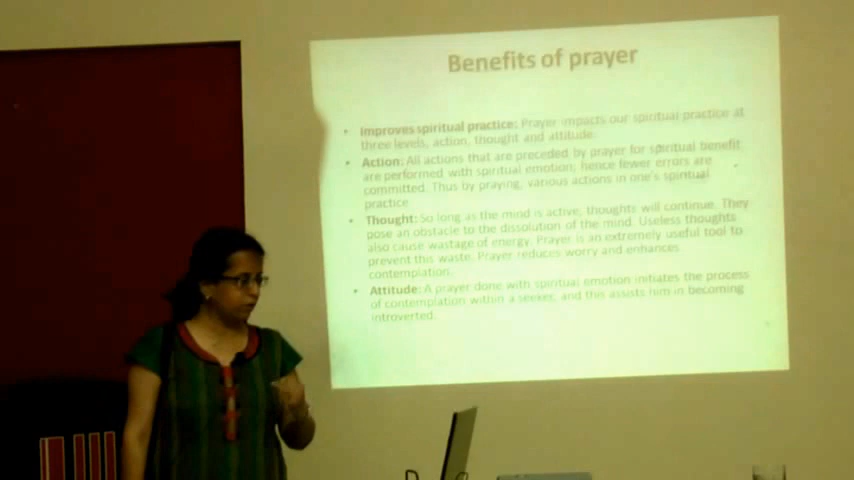 Benefits of prayer
• Improves spiritual practice: Prayer impacts our spiritual practice at
three levels, action, thought and attitude.
• Action: All actions that are preceded by prayer for spiritual benefit
are performed with spiritual emotion; hence fewer errors are
committed. Thus by praying, various actions in one's spiritual
practice
• Thought: So long as the mind is active, thoughts will continue. They
pose an obstacle to the dissolution of the mind. Useless thoughts
also cause wastage of energy. Prayer is an extremely useful tool to
prevent this waste. Prayer reduces worry and enhances
contemplation.
• Attitude: A prayer done with spiritual emotion initiates the process
of contemplation within a seeker, and this assists him in becoming
introverted.